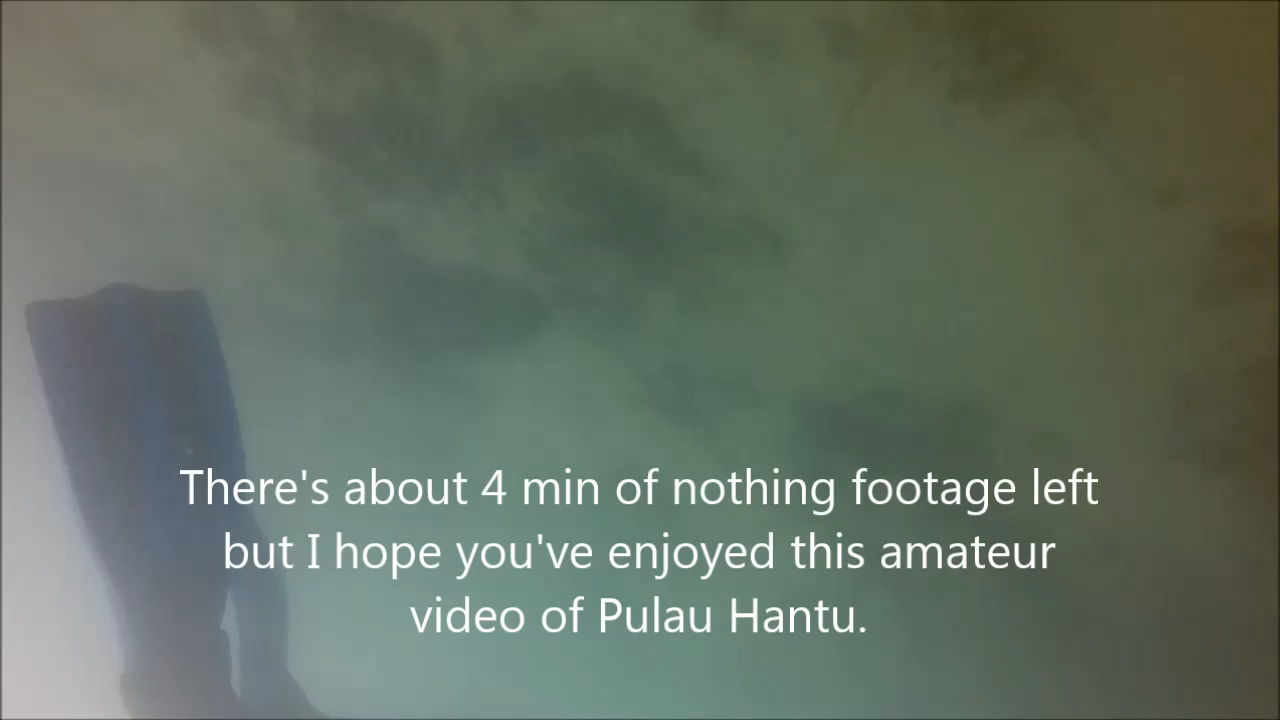 There's about 4 min of nothing footage left
but I hope you've enjoyed this amateur
video of Pulau Hantu.